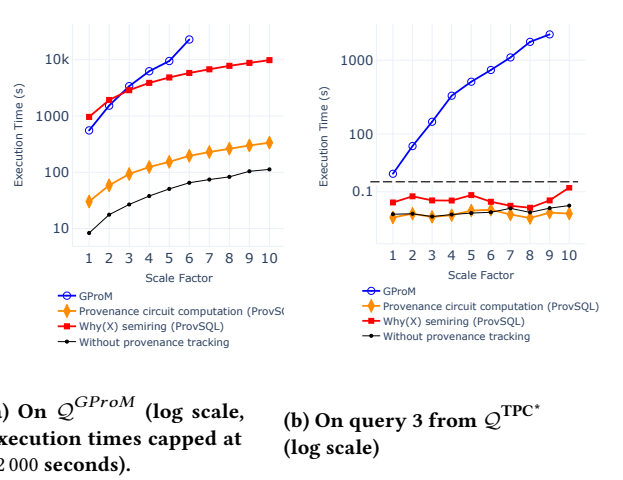 10k
1000
100
10
Execution Time (s)
1 2 3 4 5 6 7 8 9 10
Scale Factor
GProM
Provenance circuit computation (ProvSC
Why(X) semiring (ProvSQL)
Without provenance tracking
) On 𝒬^GProM (log scale,
xecution times capped at
2 000 seconds).
1000
100
0.1
Execution Time (s)
1 2 3 4 5 6 7 8 9 10
Scale Factor
GProM
Provenance circuit computation (ProvSQL)
Why(X) semiring (ProvSQL)
Without provenance tracking
(b) On query 3 from 𝒬^TPC*
(log scale)